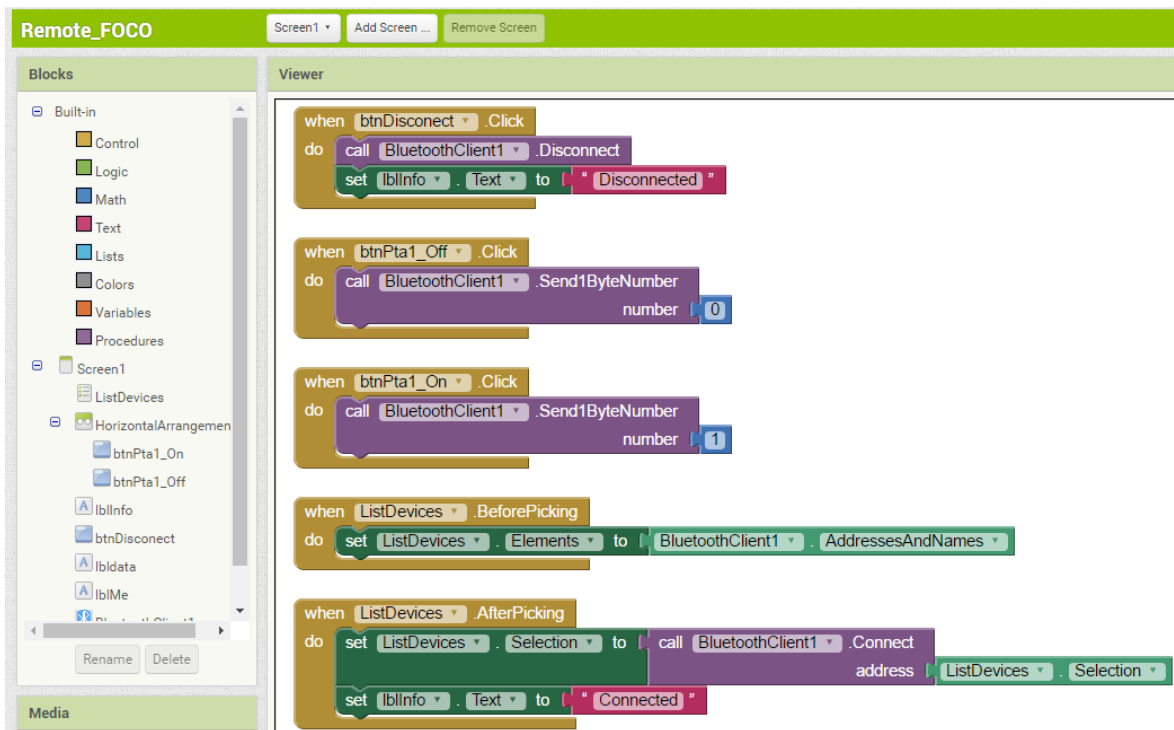 Remote_FOCO
Screen1
Add Screen ...
Remove Screen
Blocks
Viewer
Built-in
Control
Logic
Math
Text
Lists
Colors
Variables
Procedures
Screen1
ListDevices
HorizontalArrangemen
btnPta1_On
btnPta1_Off
lblInfo
btnDisconect
lbldata
lblMe
Rename
Delete
Media
when btnDisconect .Click
do call BluetoothClient1 .Disconnect
set lblInfo . Text to " Disconnected "
when btnPta1_Off .Click
do call BluetoothClient1 .Send1ByteNumber
number 0
when btnPta1_On .Click
do call BluetoothClient1 .Send1ByteNumber
number 1
when ListDevices .BeforePicking
do set ListDevices . Elements to BluetoothClient1 . AddressesAndNames
when ListDevices .AfterPicking
do set ListDevices . Selection to call BluetoothClient1 .Connect
address ListDevices . Selection
set lblInfo . Text to " Connected "